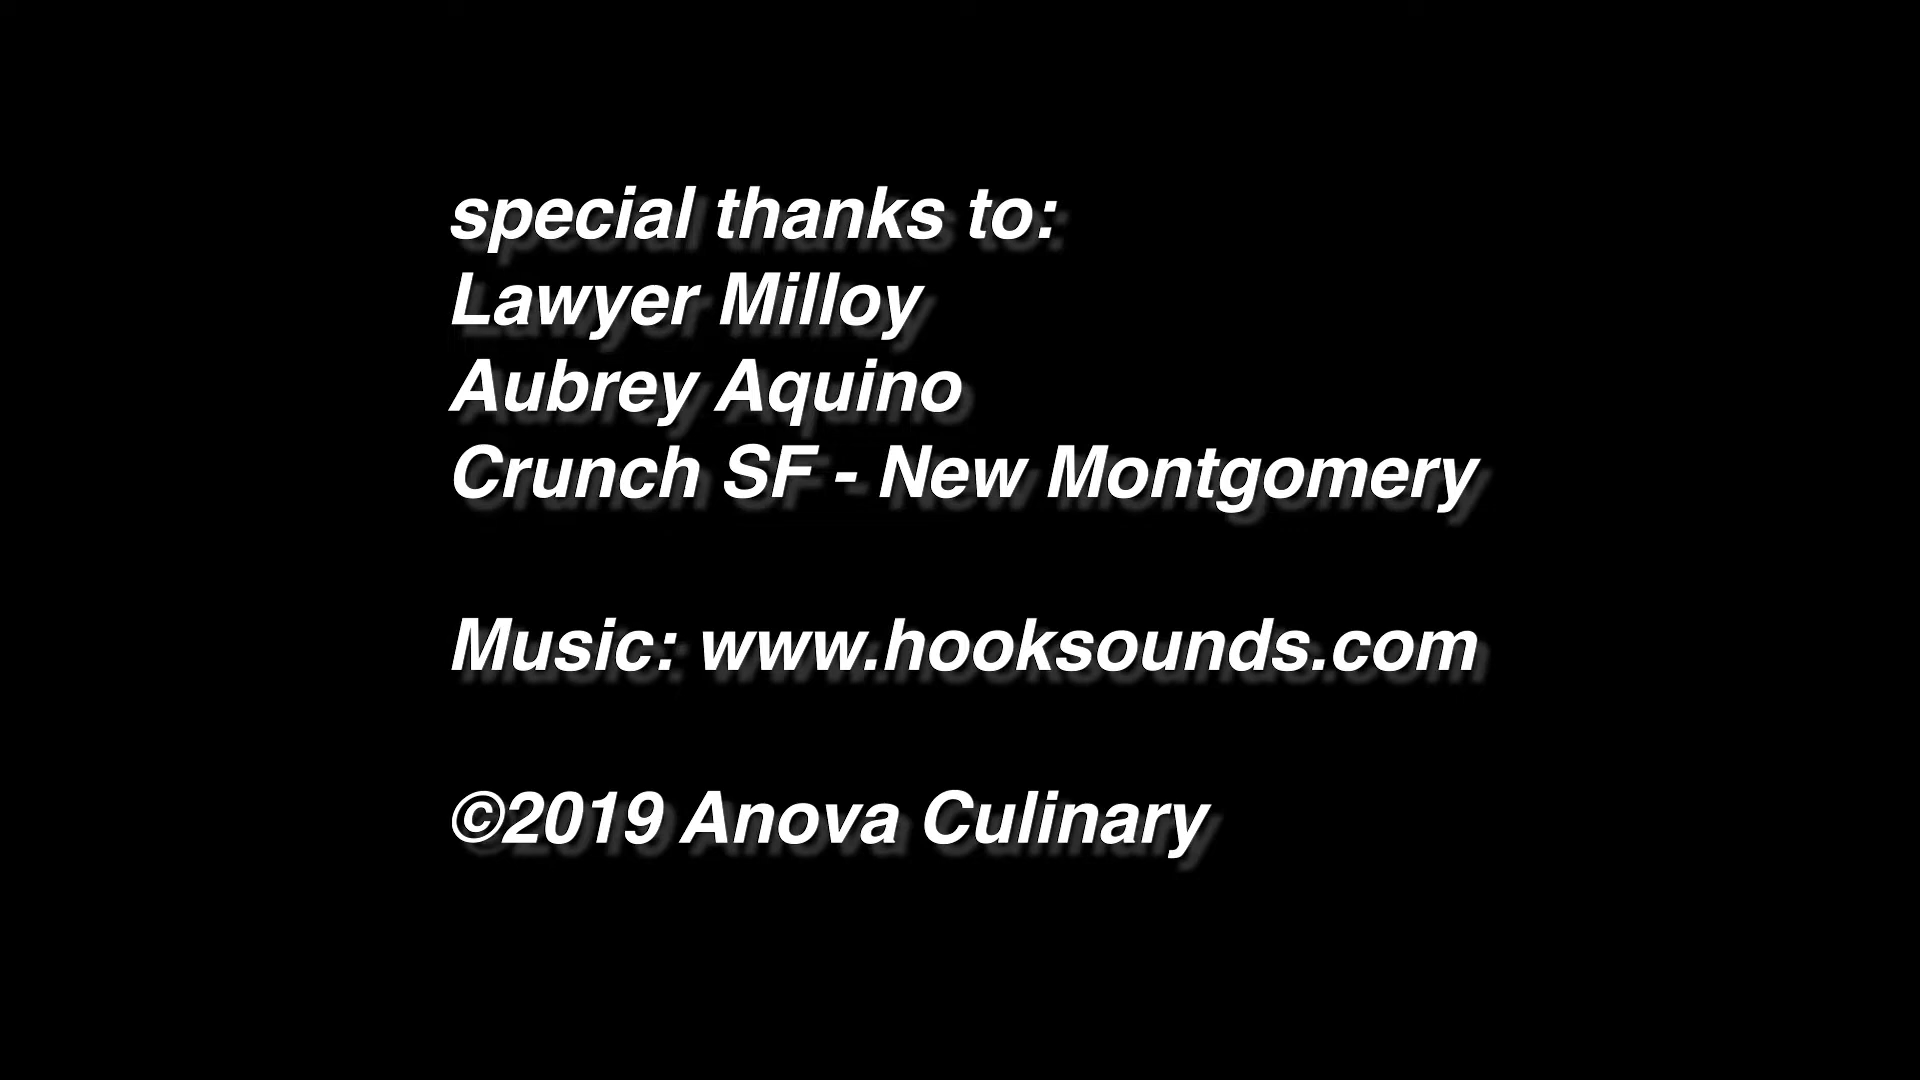 special thanks to:
Lawyer Milloy
Aubrey Aquino
Crunch SF - New Montgomery
Music: www.hooksounds.com
©2019 Anova Culinary